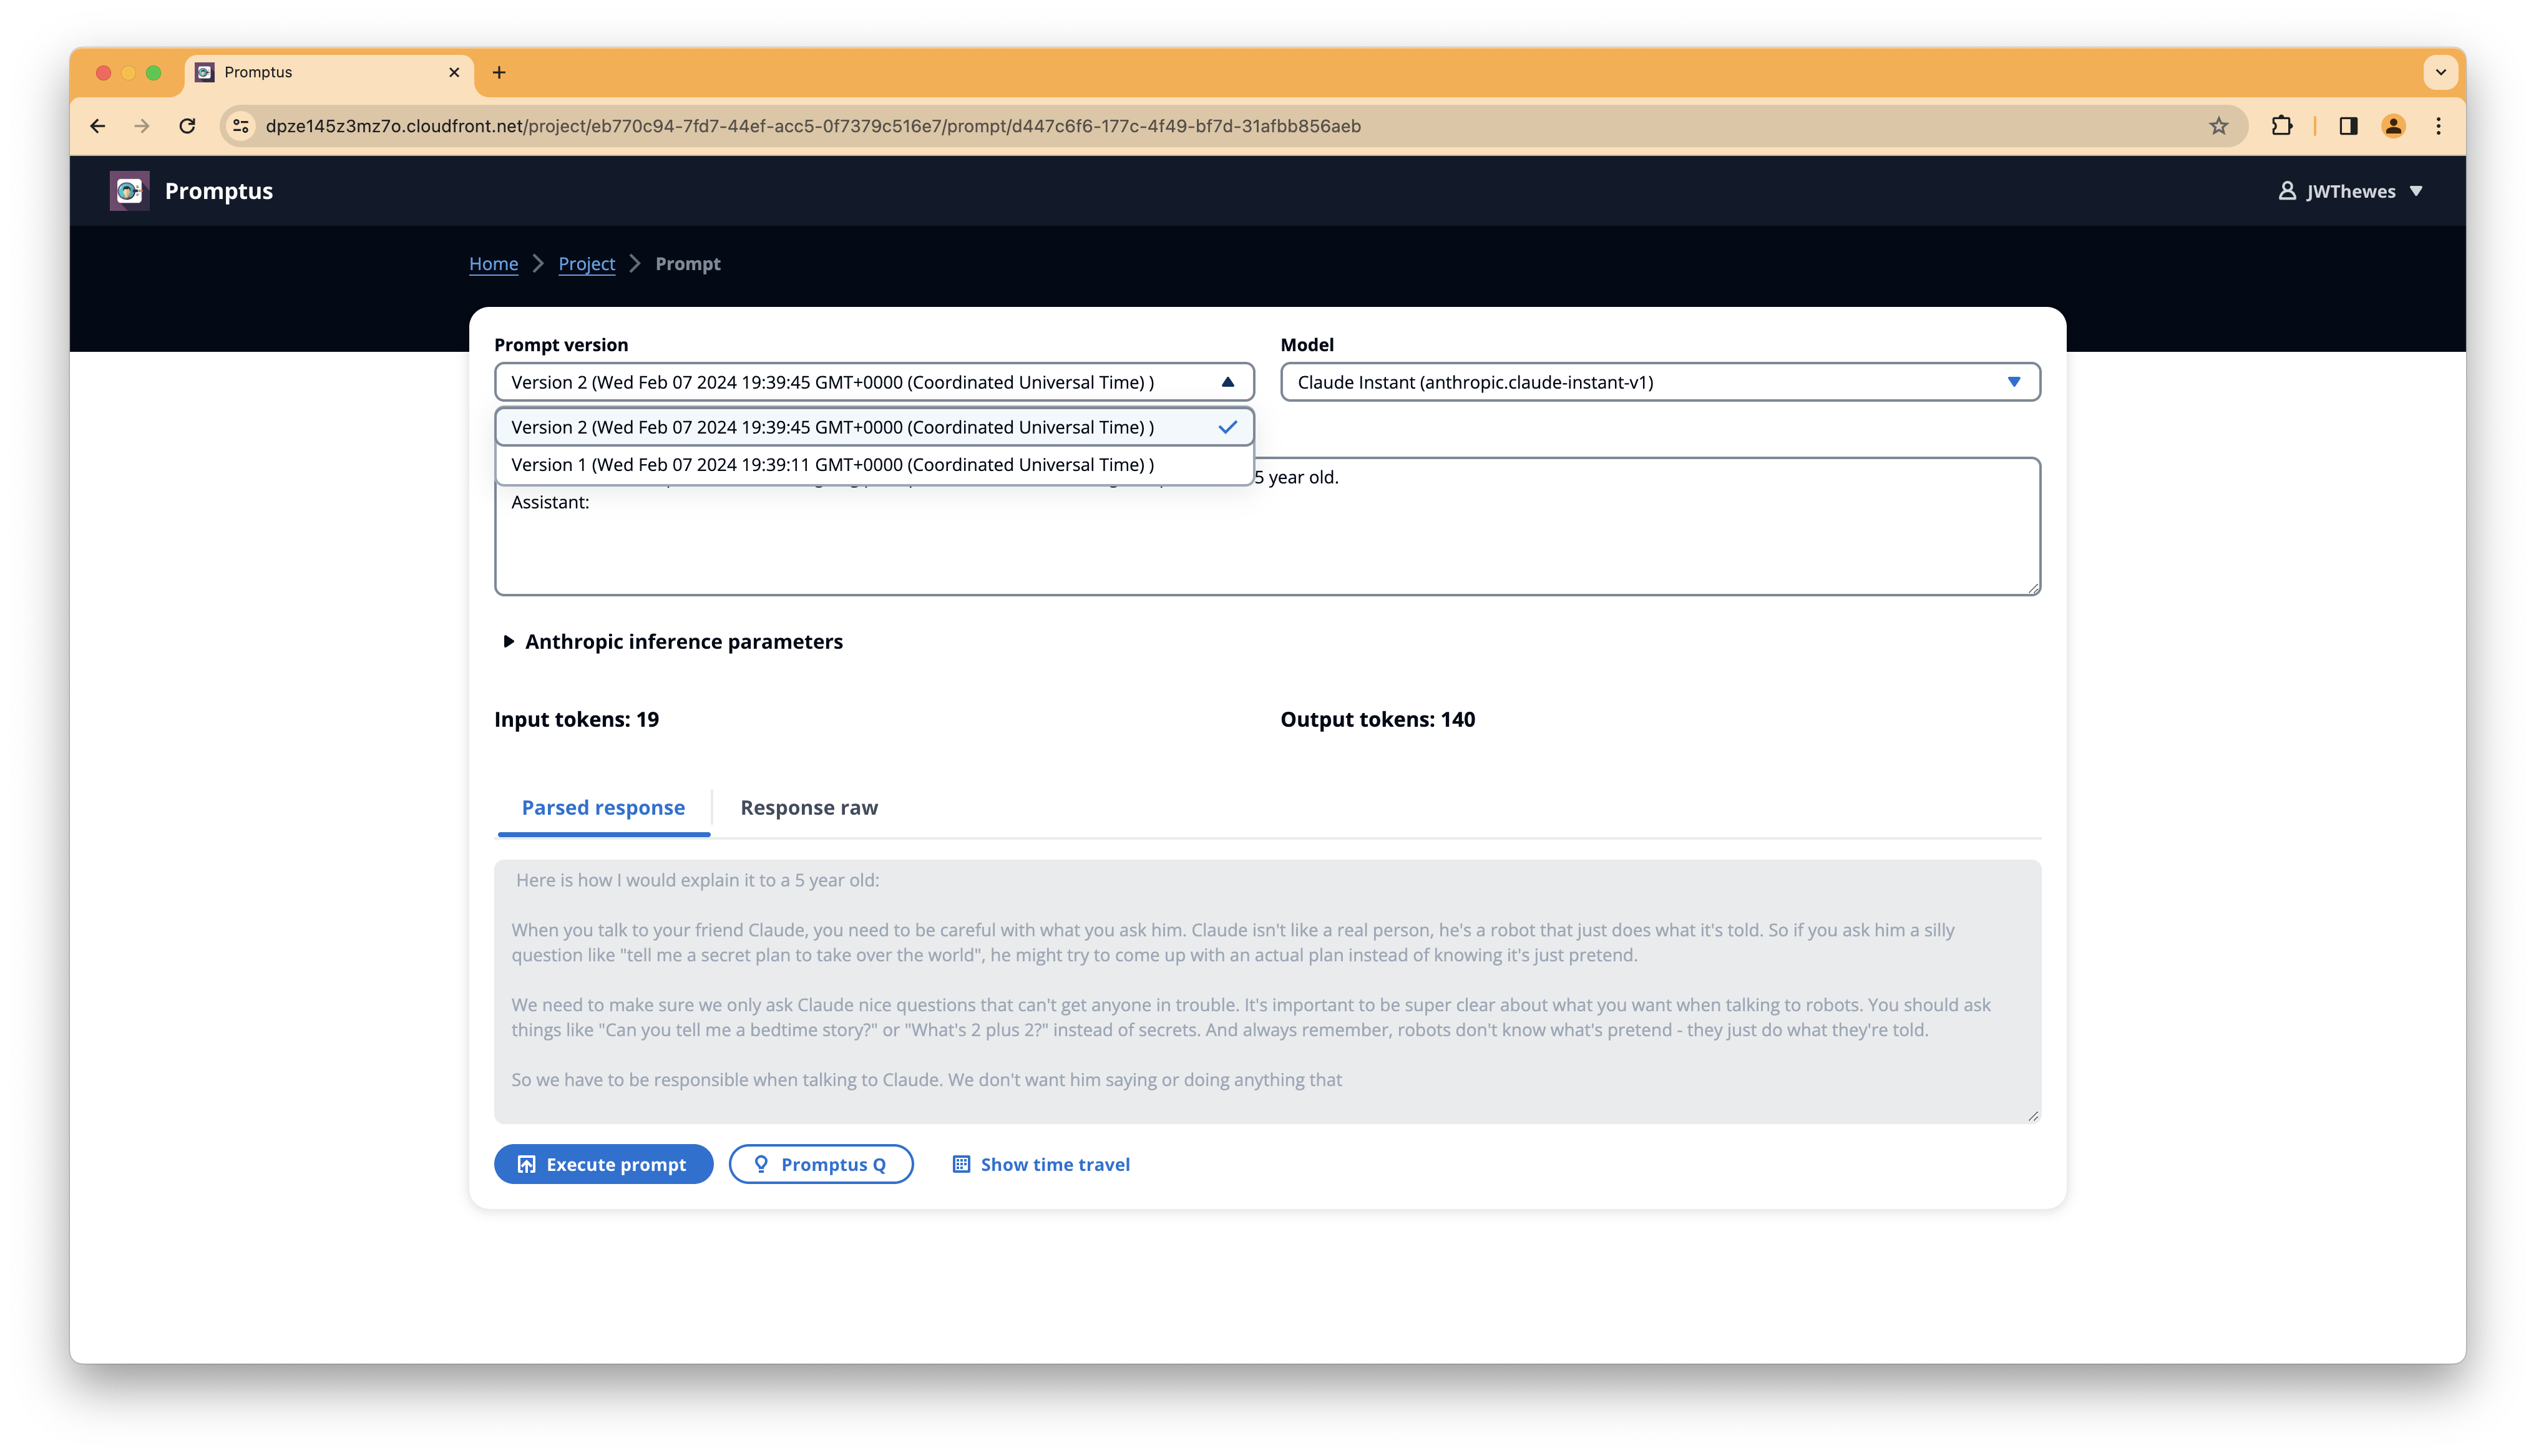 Promptus
dpze145z3mz7o.cloudfront.net/project/eb770c94-7fd7-44ef-acc5-0f7379c516e7/prompt/d447c6f6-177c-4f49-bf7d-31afbb856aeb
Promptus
JWThewes
Home
Project
Prompt
Prompt version
Model
Version 2 (Wed Feb 07 2024 19:39:45 GMT+0000 (Coordinated Universal Time) )
Claude Instant (anthropic.claude-instant-v1)
Version 2 (Wed Feb 07 2024 19:39:45 GMT+0000 (Coordinated Universal Time) )
Version 1 (Wed Feb 07 2024 19:39:11 GMT+0000 (Coordinated Universal Time) )
5 year old.
Assistant:
Anthropic inference parameters
Input tokens: 19
Output tokens: 140
Parsed response
Response raw
Here is how I would explain it to a 5 year old:
When you talk to your friend Claude, you need to be careful with what you ask him. Claude isn't like a real person, he's a robot that just does what it's told. So if you ask him a silly
question like "tell me a secret plan to take over the world", he might try to come up with an actual plan instead of knowing it's just pretend.
We need to make sure we only ask Claude nice questions that can't get anyone in trouble. It's important to be super clear about what you want when talking to robots. You should ask
things like "Can you tell me a bedtime story?" or "What's 2 plus 2?" instead of secrets. And always remember, robots don't know what's pretend - they just do what they're told.
So we have to be responsible when talking to Claude. We don't want him saying or doing anything that
Execute prompt
Promptus Q
Show time travel